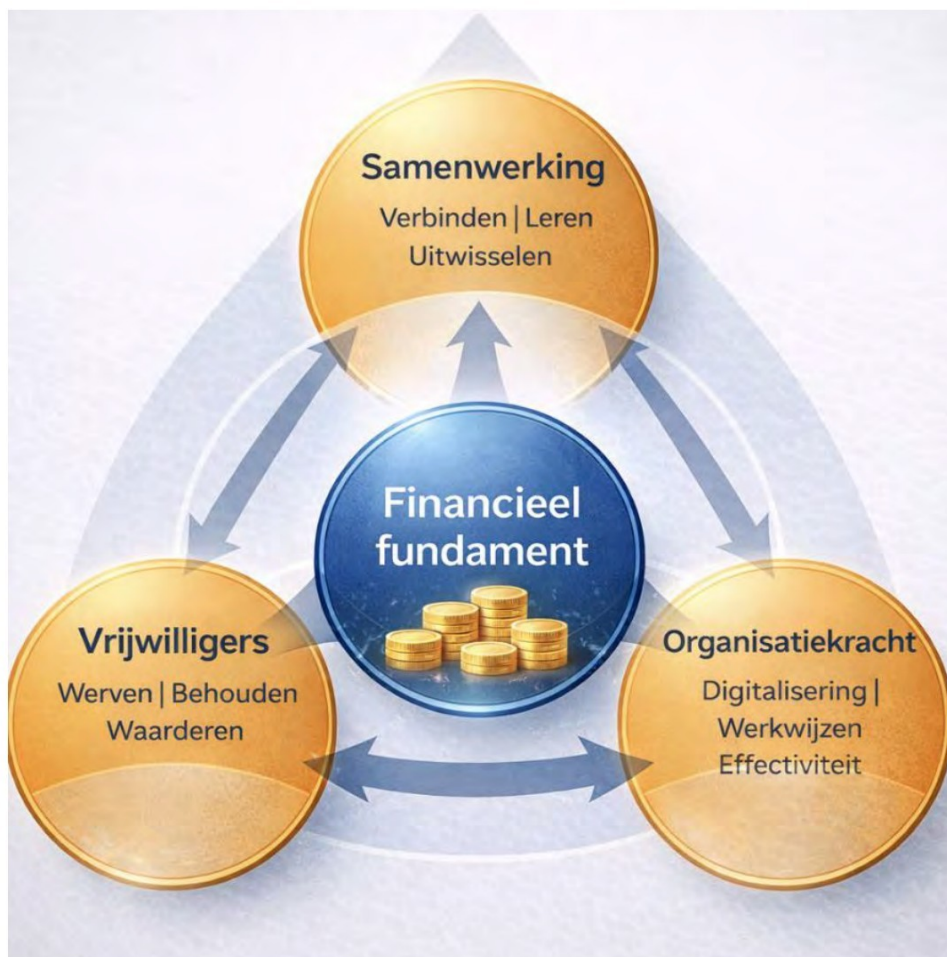 Samenwerking
Verbinden | Leren
Uitwisselen
Financieel
fundament
Vrijwilligers
Werven | Behouden
Waarderen
Organisatiekracht
Digitalisering |
Werkwijzen
Effectiviteit